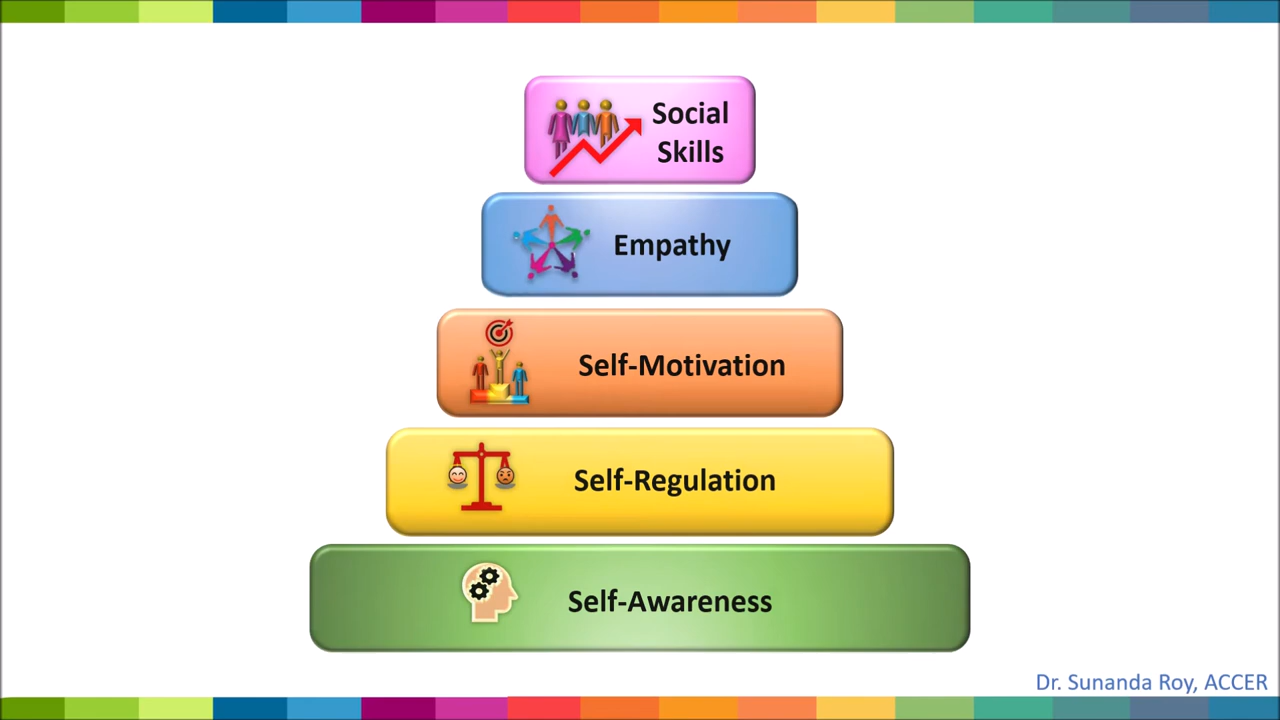 Social
Skills
Empathy
Self-Motivation
Self-Regulation
Self-Awareness
Dr. Sunanda Roy, ACCER